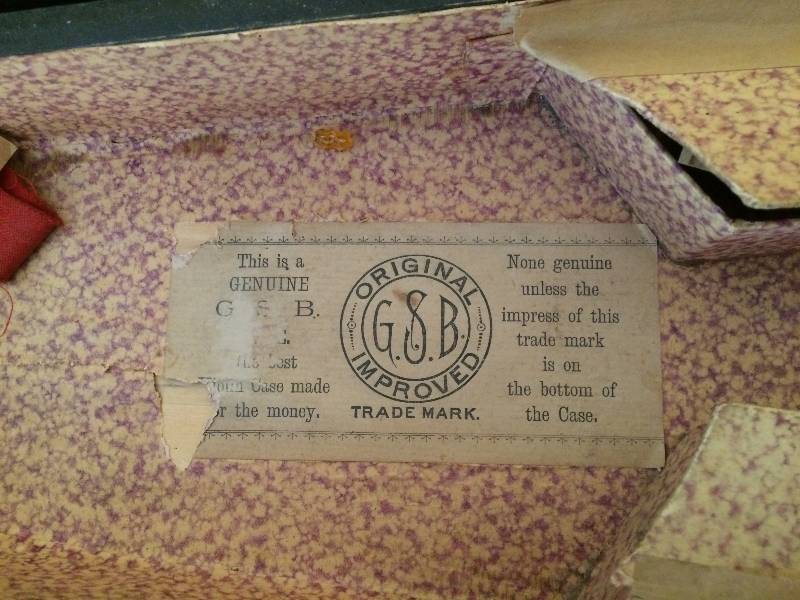 This is a
GENUINE
G. S. B.
best
Case made
the money.
ORIGINAL
G.S.B.
IMPROVED
TRADE MARK.
None genuine
unless the
impress of this
trade mark
is on
the bottom of
the Case.